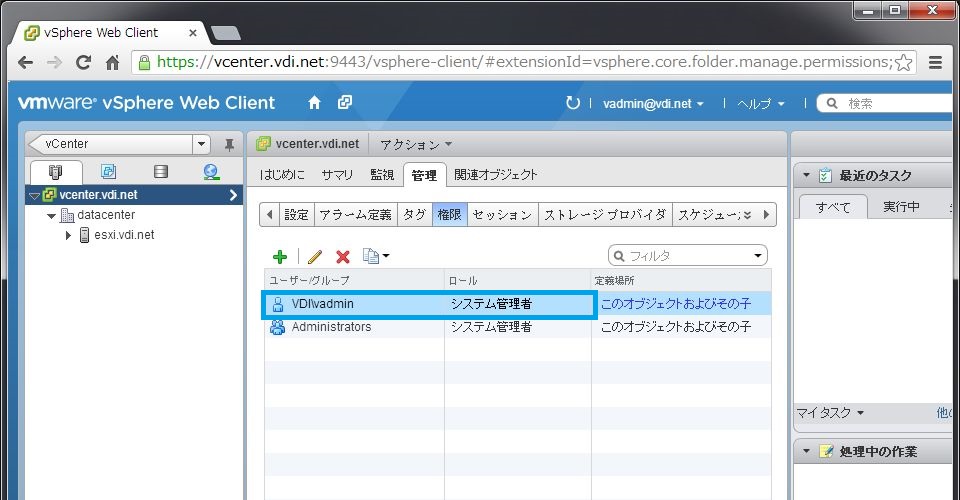 vSphere Web Client
https://vcenter.vdi.net:9443/vsphere-client/#extensionId=vsphere.core.folder.manage.permissions;
vmware® vSphere Web Client
vadmin@vdi.net
ヘルプ
検索
vCenter
vcenter.vdi.net
datacenter
esxi.vdi.net
vcenter.vdi.net アクション
はじめに サマリ 監視 管理 関連オブジェクト
設定 アラーム定義 タグ 権限 セッション ストレージ プロバイダ スケジュー
フィルタ
ユーザー/グループ ロール 定義場所
VDI\vadmin システム管理者 このオブジェクトおよびその子
Administrators システム管理者 このオブジェクトおよびその子
最近のタスク
すべて 実行中
マイ タスク 他の
処理中の作業